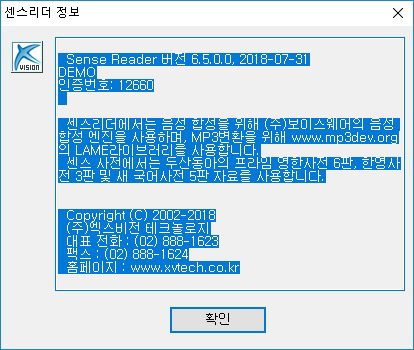 센스리더 정보
XVISION
Sense Reader 버전 6.5.0.0, 2018-07-31
DEMO
인증번호: 12660
센스리더에서는 음성 합성을 위해 (주)보이스웨어의 음성
합성 엔진을 사용하며, MP3변환을 위해 www.mp3dev.org
의 LAME라이브러리를 사용합니다.
센스 사전에서는 두산동아의 프라임 영한사전 6판, 한영사
전 3판 및 새 국어사전 5판 자료를 사용합니다.
Copyright (C) 2002-2018
(주)엑스비전 테크놀로지
대표 전화 : (02) 888-1623
팩스 : (02) 888-1624
홈페이지 : www.xvtech.co.kr
확인